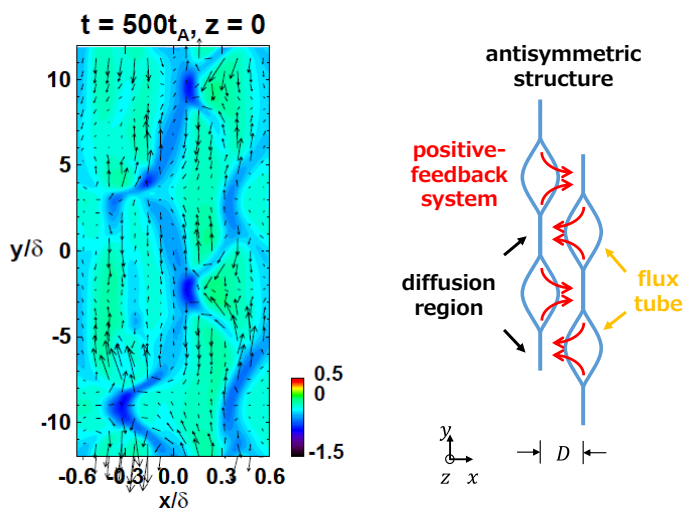 t = 500t_A, z = 0
10
5
y/δ
0
-5
-10
-0.6
-0.3
0.0
0.3
0.6
x/δ
0.5
0
-1.5
antisymmetric
structure
positive-
feedback
system
diffusion
region
flux
tube
y
z
x
D